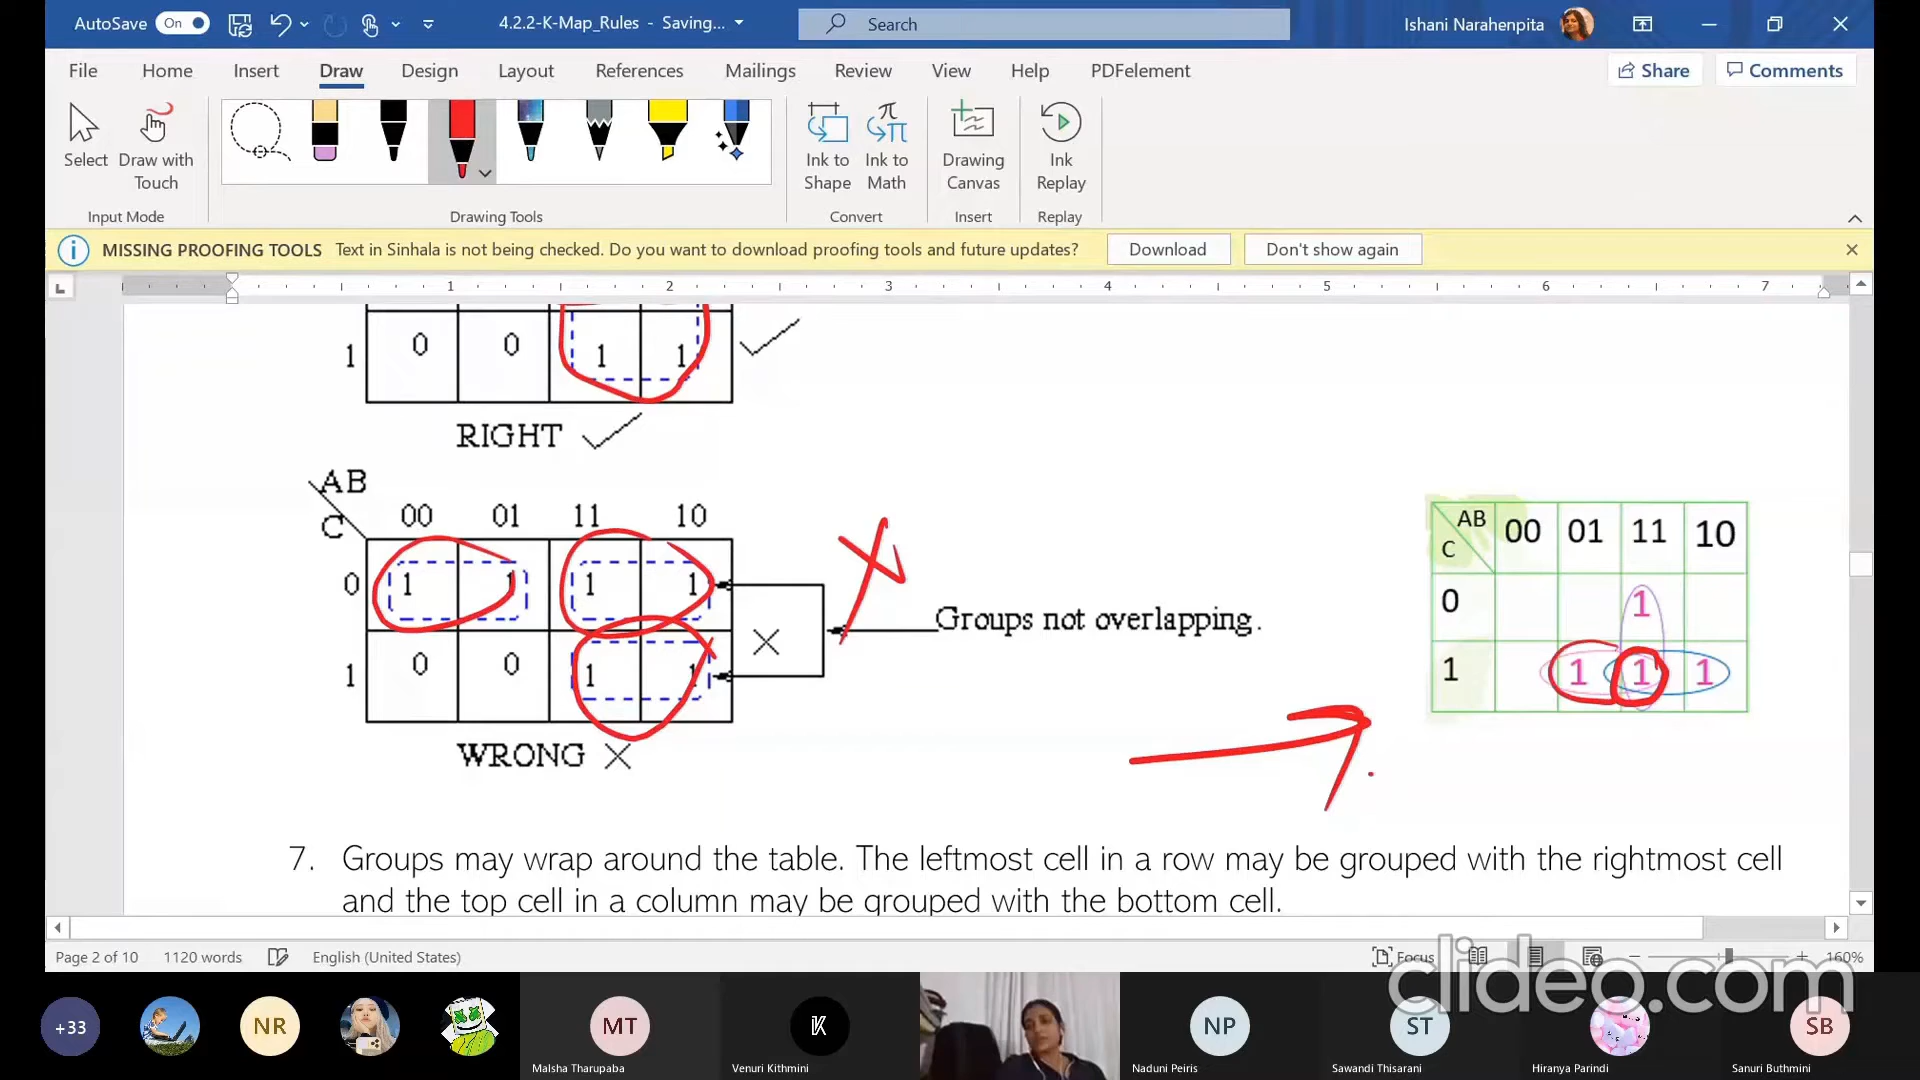 AutoSave On 4.2.2-K-Map_Rules - Saving... Search Ishani Narahenpita
File Home Insert Draw Design Layout References Mailings Review View Help PDFelement Share Comments
Select Draw with Touch Ink to Shape Ink to Math Drawing Canvas Ink Replay
Input Mode Drawing Tools Convert Insert Replay
MISSING PROOFING TOOLS Text in Sinhala is not being checked. Do you want to download proofing tools and future updates? Download Don't show again
1 2 3 4 5 6 7
1 0 0 1 1
RIGHT
AB
C 00 01 11 10
0 1 1 1 1
1 0 0 1 1
Groups not overlapping.
WRONG
AB
C 00 01 11 10
0 1
1 1 1 1
7. Groups may wrap around the table. The leftmost cell in a row may be grouped with the rightmost cell
and the top cell in a column may be grouped with the bottom cell.
Page 2 of 10 1120 words English (United States) Focus 160%
clideo.com
+33 NR MT K NP ST SB
Malsha Tharupaba Venuri Kithmini Naduni Peiris Sawandi Thisarani Hiranya Parindi Sanuri Buthmini